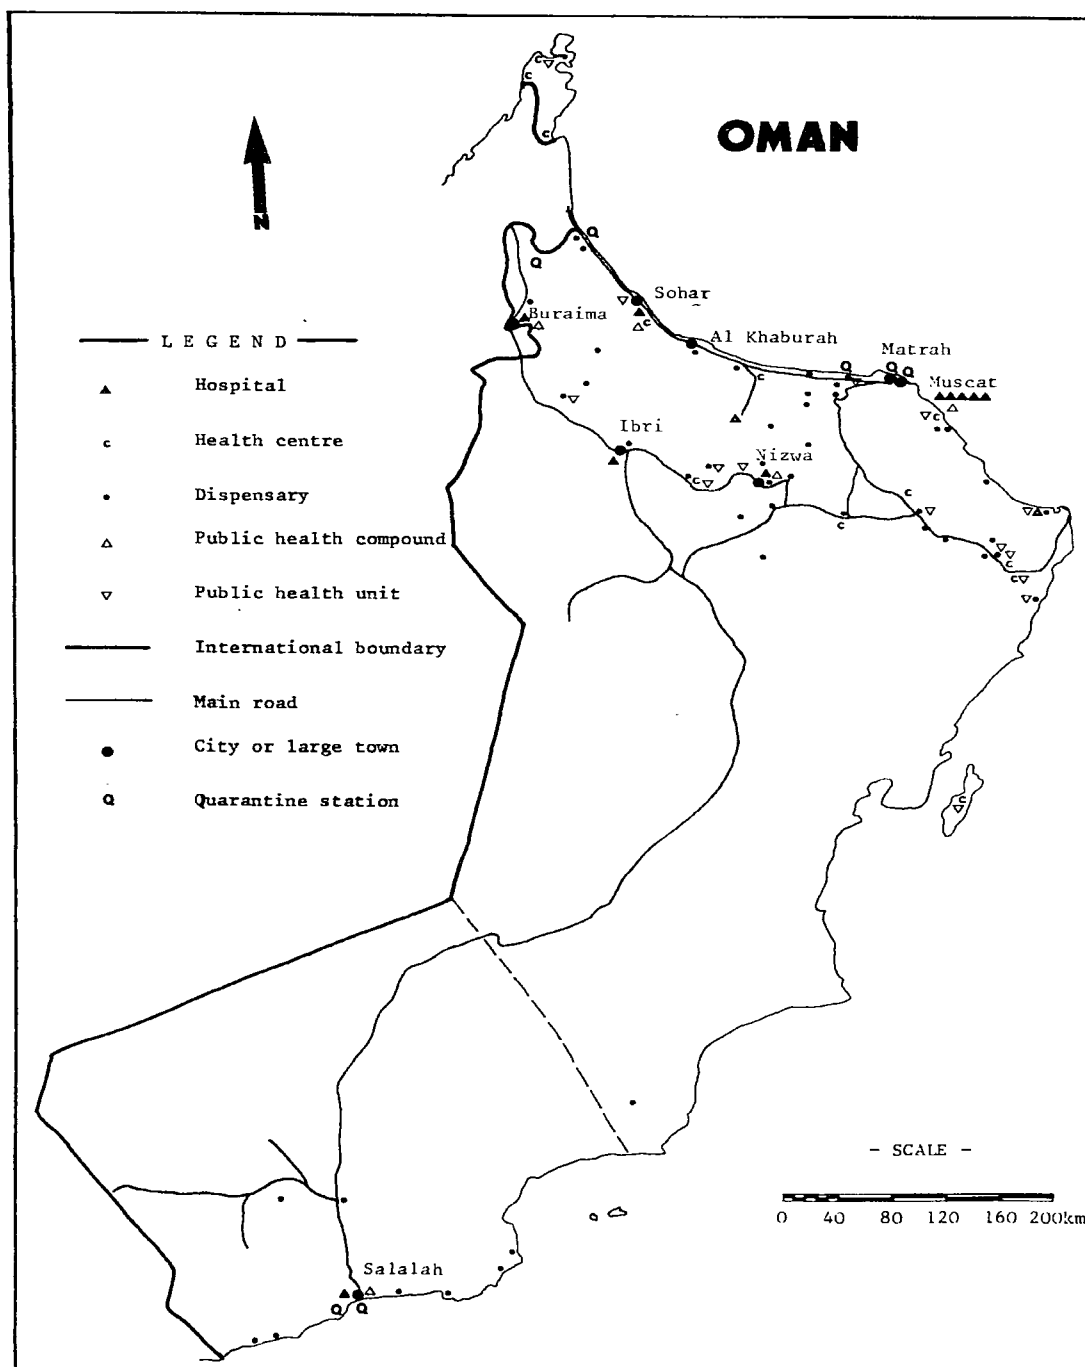 OMAN
N
LEGEND
Hospital
c Health centre
Dispensary
Public health compound
Public health unit
International boundary
Main road
City or large town
Q Quarantine station
c
c
c
Q
Q
Sohar
c
Buraima
Al Khaburah
c
Matrah
Q Q Q
Muscat
c
Ibri
Nizwa
c
c
c
c
c
c
- SCALE -
0 40 80 120 160 200km
Salalah
Q Q